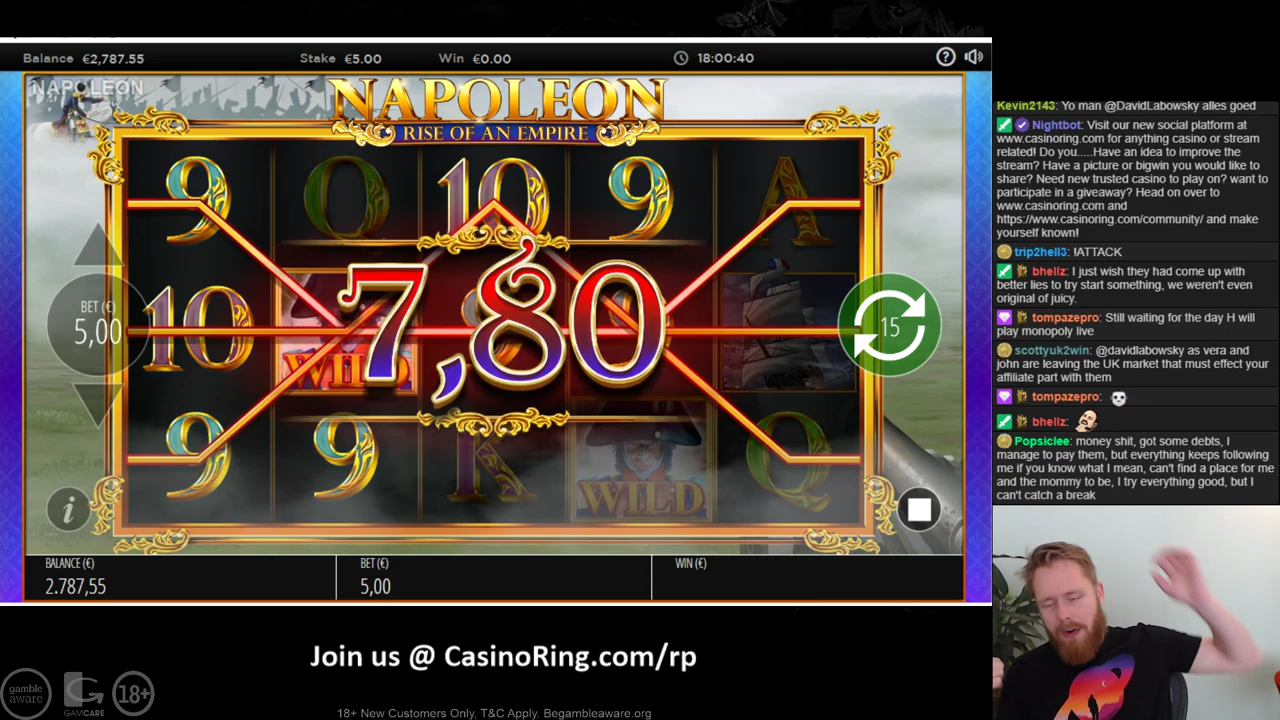 Balance €2,787.55
Stake €5.00
Win €0.00
18:00:40
?
NAPOLEON
NAPOLEON
RISE OF AN EMPIRE
9 Q 10 9 A
10 WILD
9 9 K WILD Q
7,80
BET (€)
5,00
15
i
BALANCE (€)
2.787,55
BET (€)
5,00
WIN (€)
Join us @ CasinoRing.com/rp
gamble
aware
GAMCARE
18+
18+ New Customers Only, T&C Apply. Begambleaware.org
Kevin2143: Yo man @DavidLabowsky alles goed
Nightbot: Visit our new social platform at
www.casinoring.com for anything casino or stream
related! Do you.....Have an idea to improve the
stream? Have a picture or bigwin you would like to
share? Need new trusted casino to play on? want to
participate in a giveaway? Head on over to
www.casinoring.com and
https://www.casinoring.com/community/ and make
yourself known!
trip2hell3: !ATTACK
bhellz: I just wish they had come up with
better lies to try start something, we weren't even
original of juicy.
tompazepro: Still waiting for the day H will
play monopoly live
scottyuk2win: @davidlabowsky as vera and
john are leaving the UK market that must effect your
affiliate part with them
tompazepro:
bhellz:
Popsiclee: money shit, got some debts, I
manage to pay them, but everything keeps following
me if you know what I mean, can't find a place for me
and the mommy to be, I try everything good, but I
can't catch a break